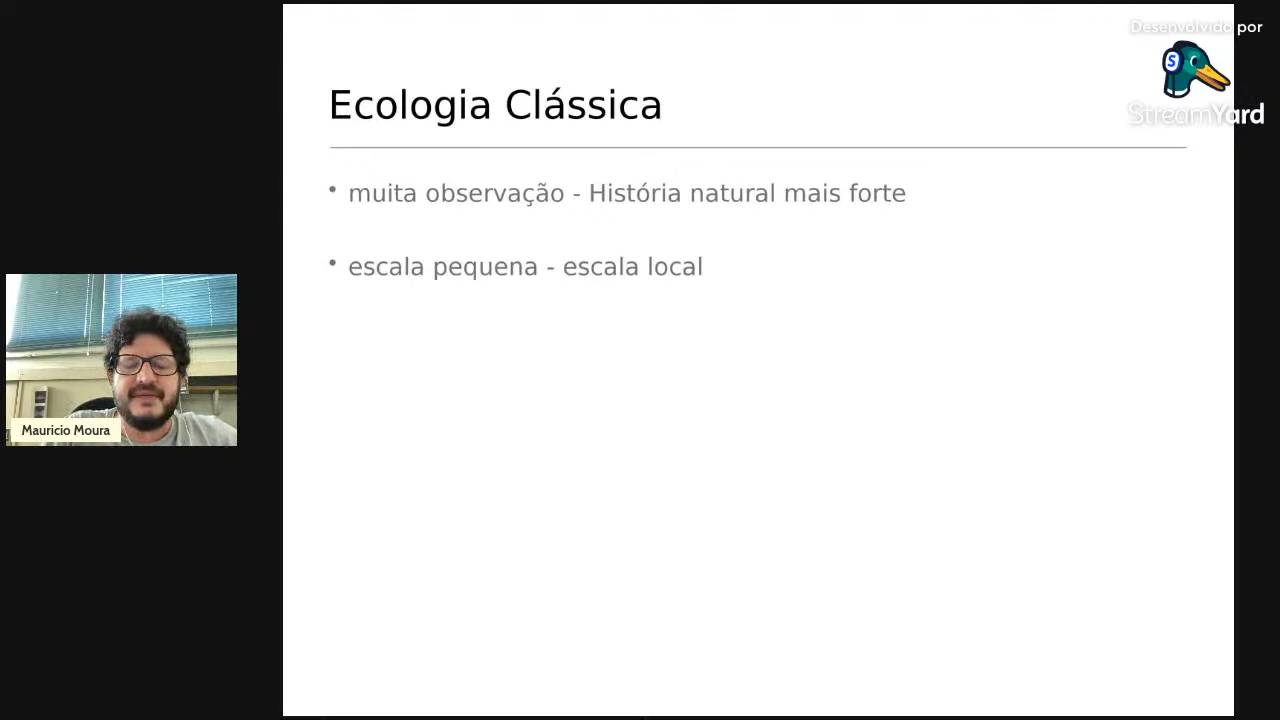 Desenvolvido por
S
StreamYard
Ecologia Clássica
• muita observação - História natural mais forte
• escala pequena - escala local
Mauricio Moura